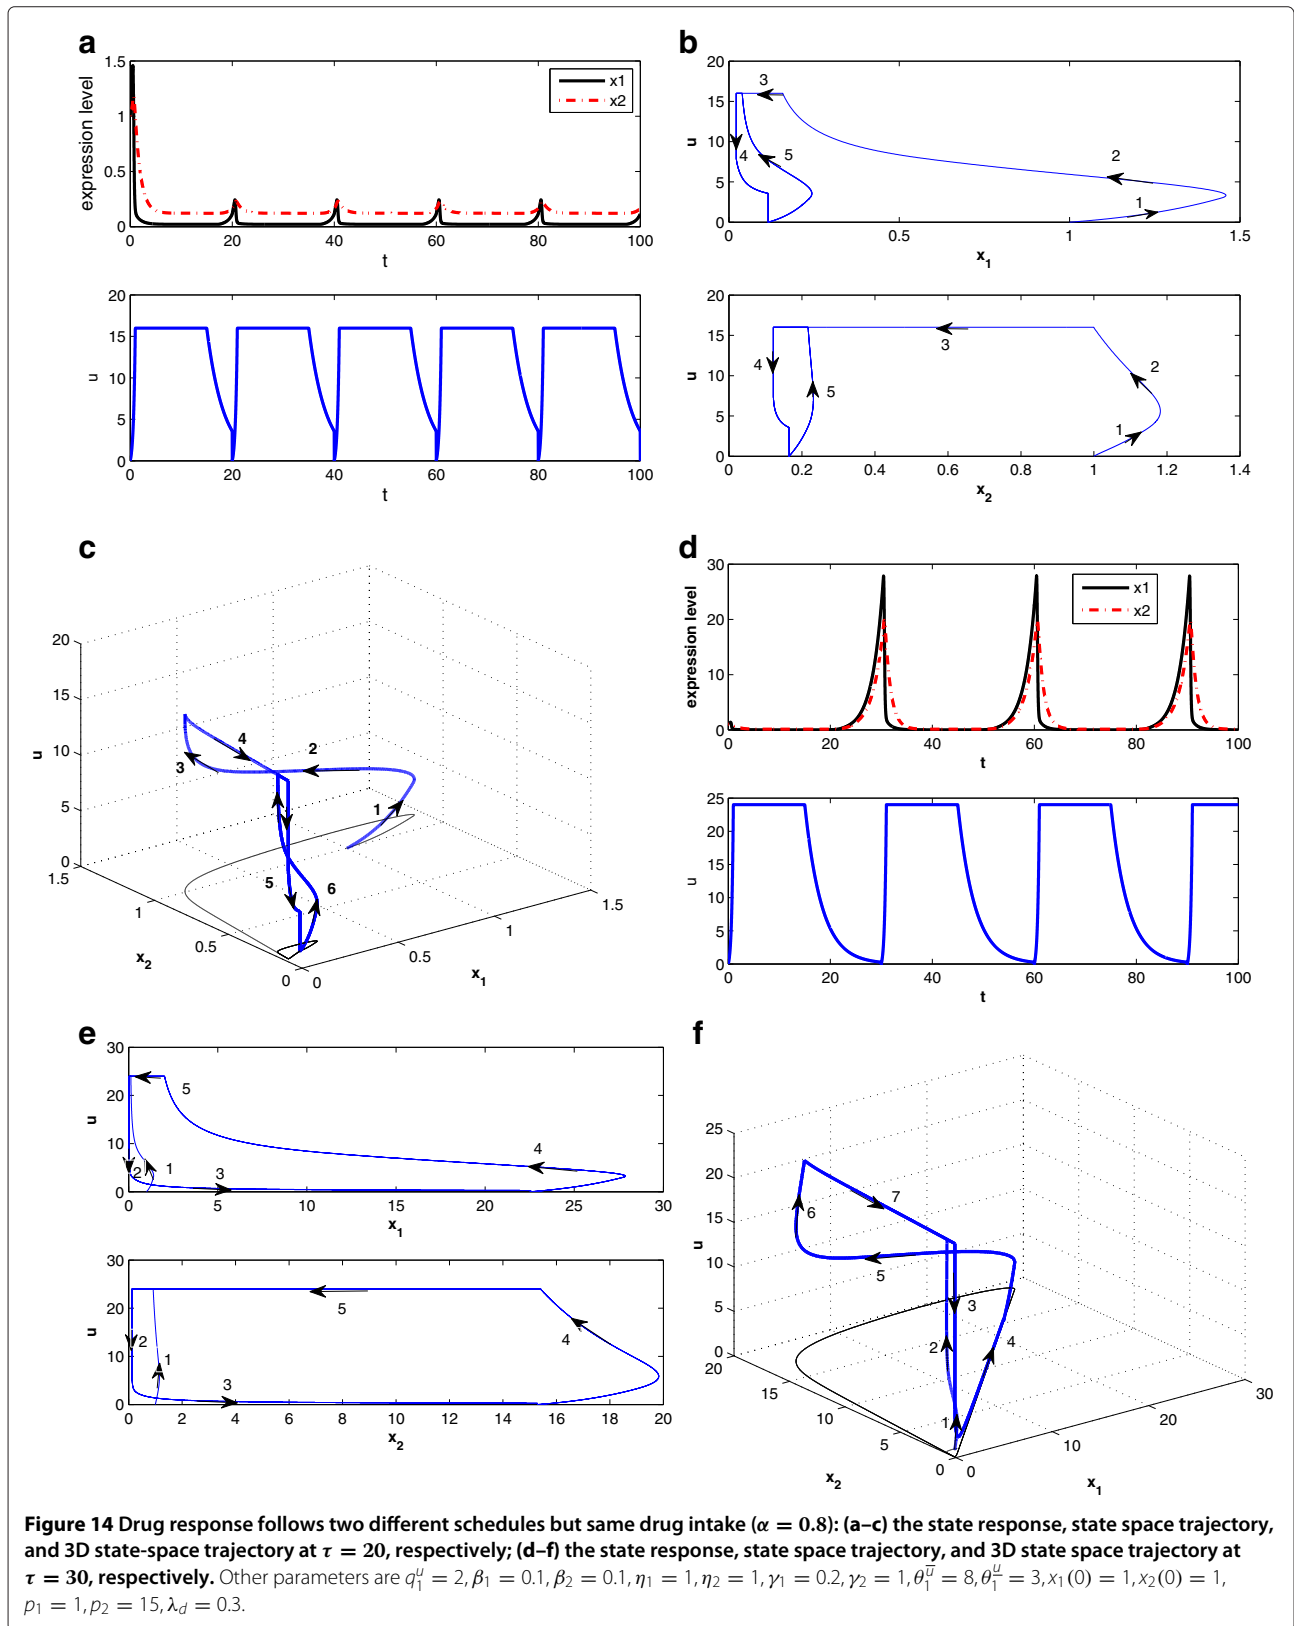 a
1.5
1
0.5
0
expression level
x1
x2
0 20 40 60 80 100
t
20
15
10
5
0
u
0 20 40 60 80 100
t
b
20
15
10
5
0
u
3
4
5
2
1
0 0.5 1 1.5
x1
20
15
10
5
0
u
3
4
5
2
1
0 0.2 0.4 0.6 0.8 1 1.2 1.4
x2
c
20
15
10
5
0
u
4
3
2
1
5
6
1.5
1
0.5
0
x2
0
0.5
1
1.5
x1
d
30
20
10
0
expression level
x1
x2
0 20 40 60 80 100
t
25
20
15
10
5
0
u
0 20 40 60 80 100
t
e
30
20
10
0
u
5
4
2 1
3
0 5 10 15 20 25 30
x1
30
20
10
0
u
5
2
1
4
3
0 2 4 6 8 10 12 14 16 18 20
x2
f
25
20
15
10
5
0
u
7
6
5
3
2
4
1
20
15
10
5
0
x2
0
10
20
30
x1
Figure 14 Drug response follows two different schedules but same drug intake (α = 0.8): (a–c) the state response, state space trajectory,
and 3D state-space trajectory at τ = 20, respectively; (d–f) the state response, state space trajectory, and 3D state space trajectory at
τ = 30, respectively. Other parameters are q₁ᵘ = 2, β₁ = 0.1, β₂ = 0.1, η₁ = 1, η₂ = 1, γ₁ = 0.2, γ₂ = 1, θ₁^u̅ = 8, θ₁^u̲ = 3, x₁(0) = 1, x₂(0) = 1,
p₁ = 1, p₂ = 15, λ_d = 0.3.